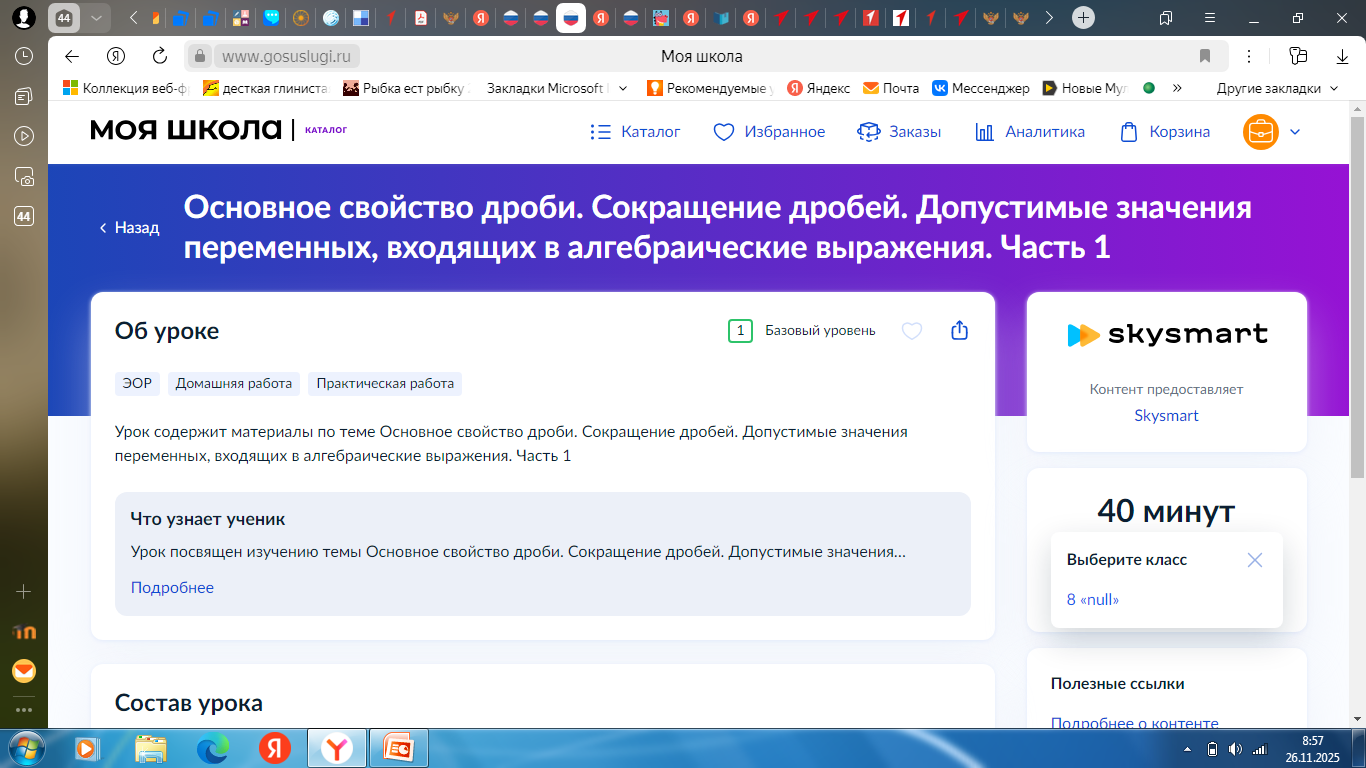 44
www.gosuslugi.ru
Моя школа
Коллекция веб-ф
десткая глиниста
Рыбка ест рыбку
Закладки Microsoft
Рекомендуемые
Яндекс
Почта
Мессенджер
Новые Мул
Другие закладки
44
МОЯ ШКОЛА | КАТАЛОГ
Каталог
Избранное
Заказы
Аналитика
Корзина
Назад
Основное свойство дроби. Сокращение дробей. Допустимые значения
переменных, входящих в алгебраические выражения. Часть 1
Об уроке
1
Базовый уровень
ЭОР
Домашняя работа
Практическая работа
Урок содержит материалы по теме Основное свойство дроби. Сокращение дробей. Допустимые значения
переменных, входящих в алгебраические выражения. Часть 1
Что узнает ученик
Урок посвящен изучению темы Основное свойство дроби. Сокращение дробей. Допустимые значения...
Подробнее
Состав урока
skysmart
Контент предоставляет
Skysmart
40 минут
Выберите класс
8 «null»
Полезные ссылки
Подробнее о контенте
8:57
26.11.2025